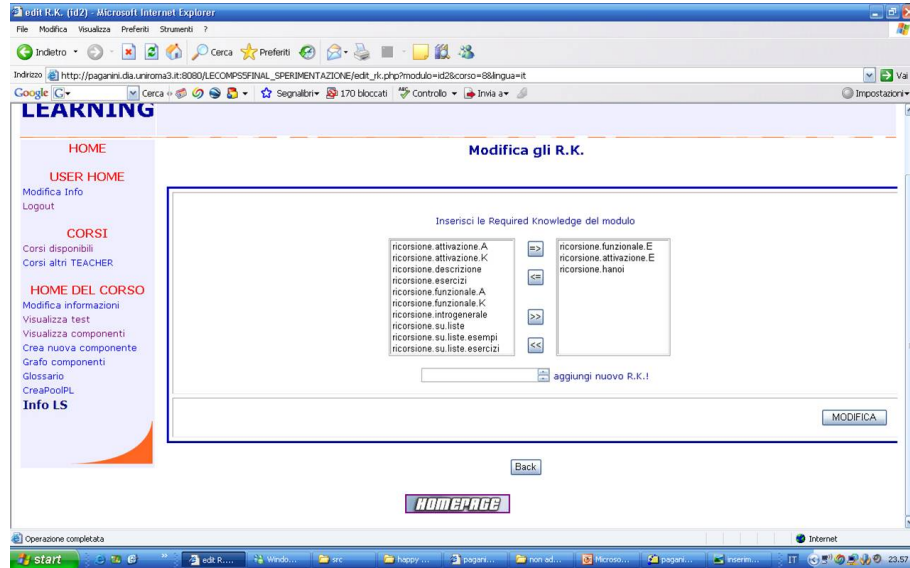 edit R.K. (id2) - Microsoft Internet Explorer
File Modifica Visualizza Preferiti Strumenti ?
Indietro Cerca Preferiti
Indirizzo http://paganini.dia.uniroma3.it:8080/LECOMPS5FINAL_SPERIMENTAZIONE/edit_rk.php?modulo=id2&corso=8&lingua=it Vai
Google G Cerca Segnalibri 170 bloccati Controllo Invia a Impostazioni
LEARNING
HOME
USER HOME
Modifica Info
Logout
CORSI
Corsi disponibili
Corsi altri TEACHER
HOME DEL CORSO
Modifica informazioni
Visualizza test
Visualizza componenti
Crea nuova componente
Grafo componenti
Glossario
CreaPoolPL
Info LS
Modifica gli R.K.
Inserisci le Required Knowledge del modulo
ricorsione.attivazione.A
ricorsione.attivazione.K
ricorsione.descrizione
ricorsione.esercizi
ricorsione.funzionale.A
ricorsione.funzionale.K
ricorsione.introgenerale
ricorsione.su.liste
ricorsione.su.liste.esempi
ricorsione.su.liste.esercizi
=>
<=
>>
<<
ricorsione.funzionale.E
ricorsione.attivazione.E
ricorsione.hanoi
aggiungi nuovo R.K.!
MODIFICA
Back
HOMEPAGE
Operazione completata Internet
start edit R.... Windo... src happy ... pagani... non ad... Microso... pagani... inserim... IT 23.57